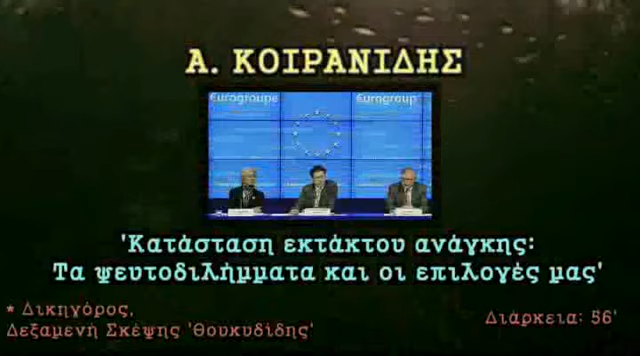 Α. ΚΟΙΡΑΝΙΔΗΣ
Eurogroup Eurogroup
'Κατάσταση εκτάκτου ανάγκης:
Τα ψευτοδιλήμματα και οι επιλογές μας'
* Δικηγόρος,
Δεξαμενή Σκέψης 'Θουκυδίδης'
Διάρκεια: 56'